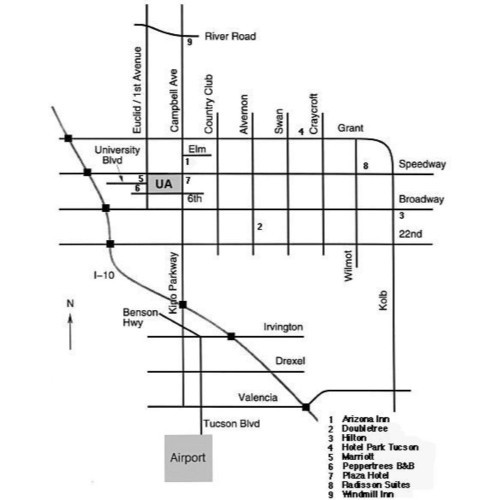 9 River Road
Euclid / 1st Avenue
Campbell Ave
Country Club
Alvernon
Swan
Craycroft
4 Grant
Elm
1
University
Blvd
8 Speedway
5 UA 7
6
6th
Broadway
3
2
22nd
I-10
Kino Parkway
Wilmot
Kolb
N
Benson
Hwy
Irvington
Drexel
Valencia
Tucson Blvd
Airport
1 Arizona Inn
2 Doubletree
3 Hilton
4 Hotel Park Tucson
5 Marriott
6 Peppertrees B&B
7 Plaza Hotel
8 Radisson Suites
9 Windmill Inn